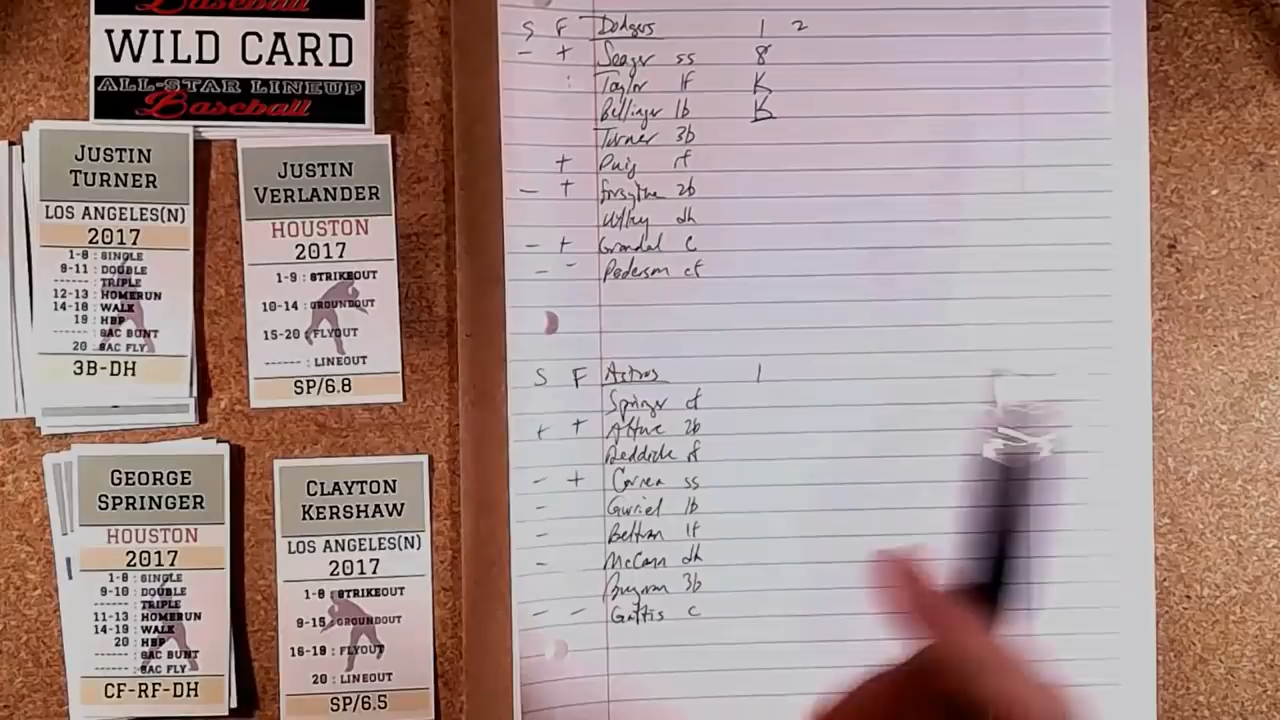 Baseball
WILD CARD
ALL-STAR LINEUP
Baseball
JUSTIN
TURNER
LOS ANGELES(N)
2017
1-8 : SINGLE
9-11 : DOUBLE
------ : TRIPLE
12-13 : HOMERUN
14-18 : WALK
19 : HBP
------ : SAC BUNT
20 : SAC FLY
3B-DH
JUSTIN
VERLANDER
HOUSTON
2017
1-9 : STRIKEOUT
10-14 : GROUNDOUT
15-20 : FLYOUT
------ : LINEOUT
SP/6.8
GEORGE
SPRINGER
HOUSTON
2017
1-8 : SINGLE
9-10 : DOUBLE
------ : TRIPLE
11-13 : HOMERUN
14-19 : WALK
20 : HBP
------ : SAC BUNT
------ : SAC FLY
CF-RF-DH
CLAYTON
KERSHAW
LOS ANGELES(N)
2017
1-8 : STRIKEOUT
9-15 : GROUNDOUT
16-19 : FLYOUT
20 : LINEOUT
SP/6.5
S F Dodgers 1 2
- + Seager ss 8
Taylor lf K
Bellinger 1b K
Turner 3b
+ Puig rf
- + Forsythe 2b
Utley dh
- + Grandal c
- - Pederson cf
S F Astros 1
Springer cf
+ + Altuve 2b
Reddick rf
- + Correa ss
- Gurriel 1b
- Beltran lf
- McCann dh
Bregman 3b
- - Gattis c